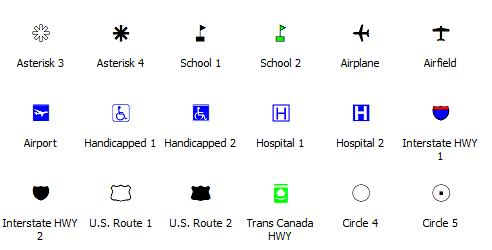 Asterisk 3 Asterisk 4 School 1 School 2 Airplane Airfield
H H
Airport Handicapped 1 Handicapped 2 Hospital 1 Hospital 2 Interstate HWY
1
Interstate HWY U.S. Route 1 U.S. Route 2 Trans Canada Circle 4 Circle 5
2 HWY